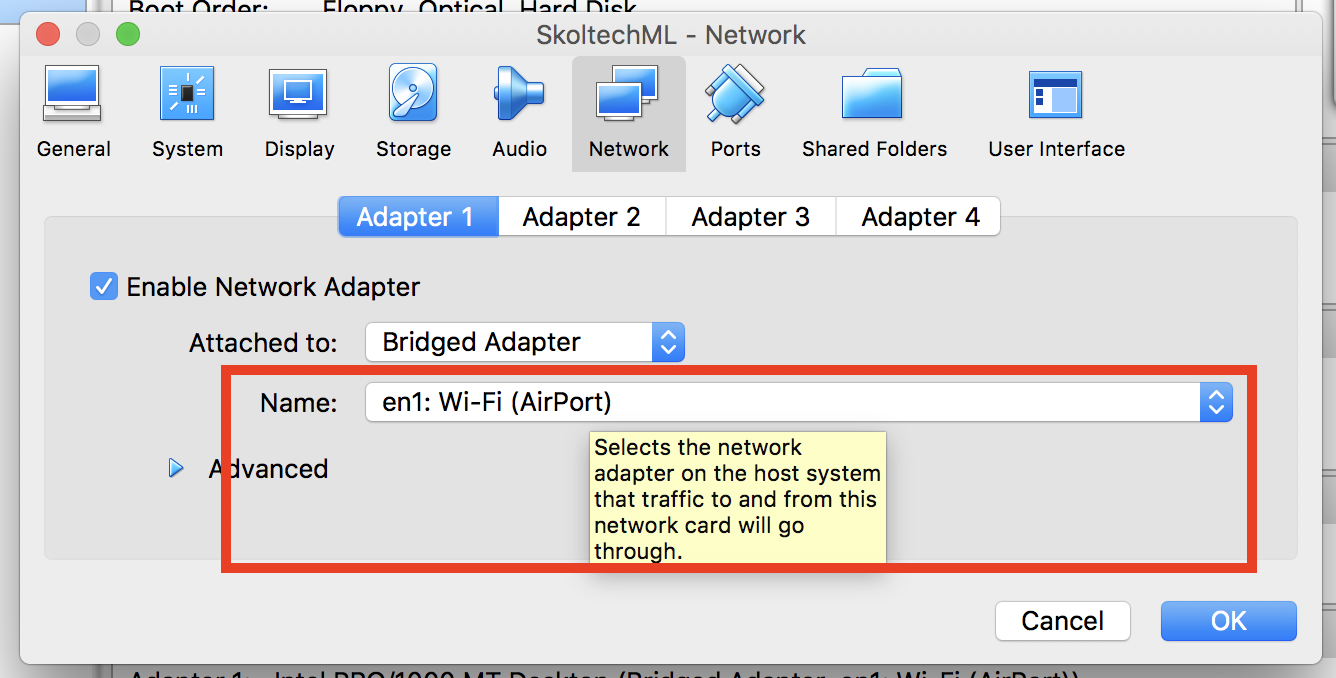 Boot Order: Floppy, Optical, Hard Disk
SkoltechML - Network
General System Display Storage Audio Network Ports Shared Folders User Interface
Adapter 1 Adapter 2 Adapter 3 Adapter 4
Enable Network Adapter
Attached to: Bridged Adapter
Name: en1: Wi-Fi (AirPort)
Selects the network
adapter on the host system
that traffic to and from this
network card will go
through.
Advanced
Cancel OK
Adapter 1: Intel PRO/1000 MT Desktop (Bridged Adapter, en1: Wi-Fi (AirPort))